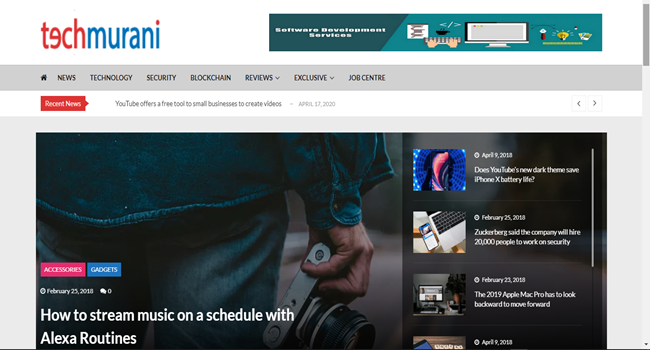 techmurani
Software Development
Services
NEWS TECHNOLOGY SECURITY BLOCKCHAIN REVIEWS EXCLUSIVE JOB CENTRE
Recent News YouTube offers a free tool to small businesses to create videos - APRIL 17, 2020
ACCESSORIES GADGETS
February 25, 2018 0
How to stream music on a schedule with
Alexa Routines
April 9, 2018
Does YouTube's new dark theme save
iPhone X battery life?
February 25, 2018
Zuckerberg said the company will hire
20,000 people to work on security
February 23, 2018
The 2019 Apple Mac Pro has to look
backward to move forward
April 9, 2018